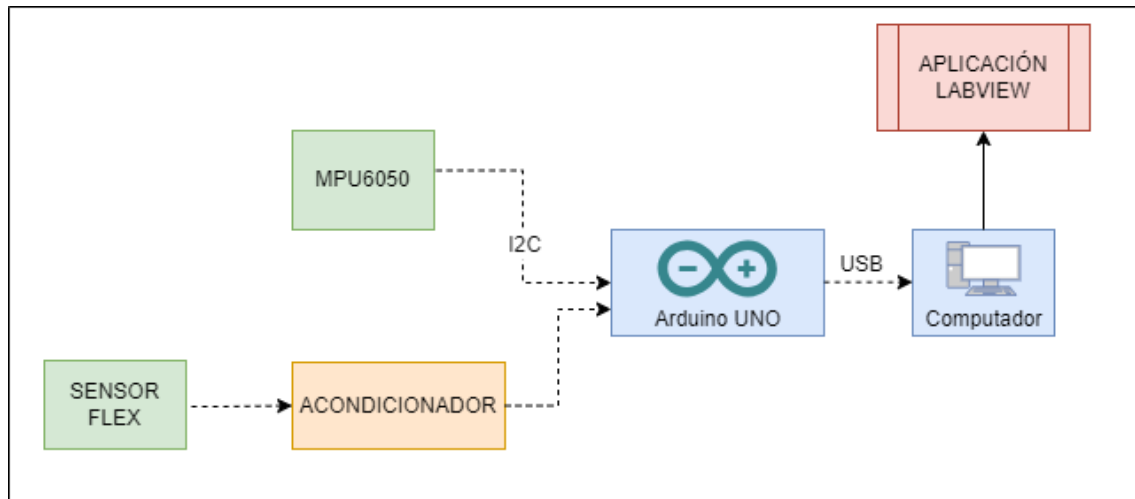 APLICACIÓN
LABVIEW
MPU6050
I2C
USB
Arduino UNO
Computador
SENSOR
FLEX
ACONDICIONADOR